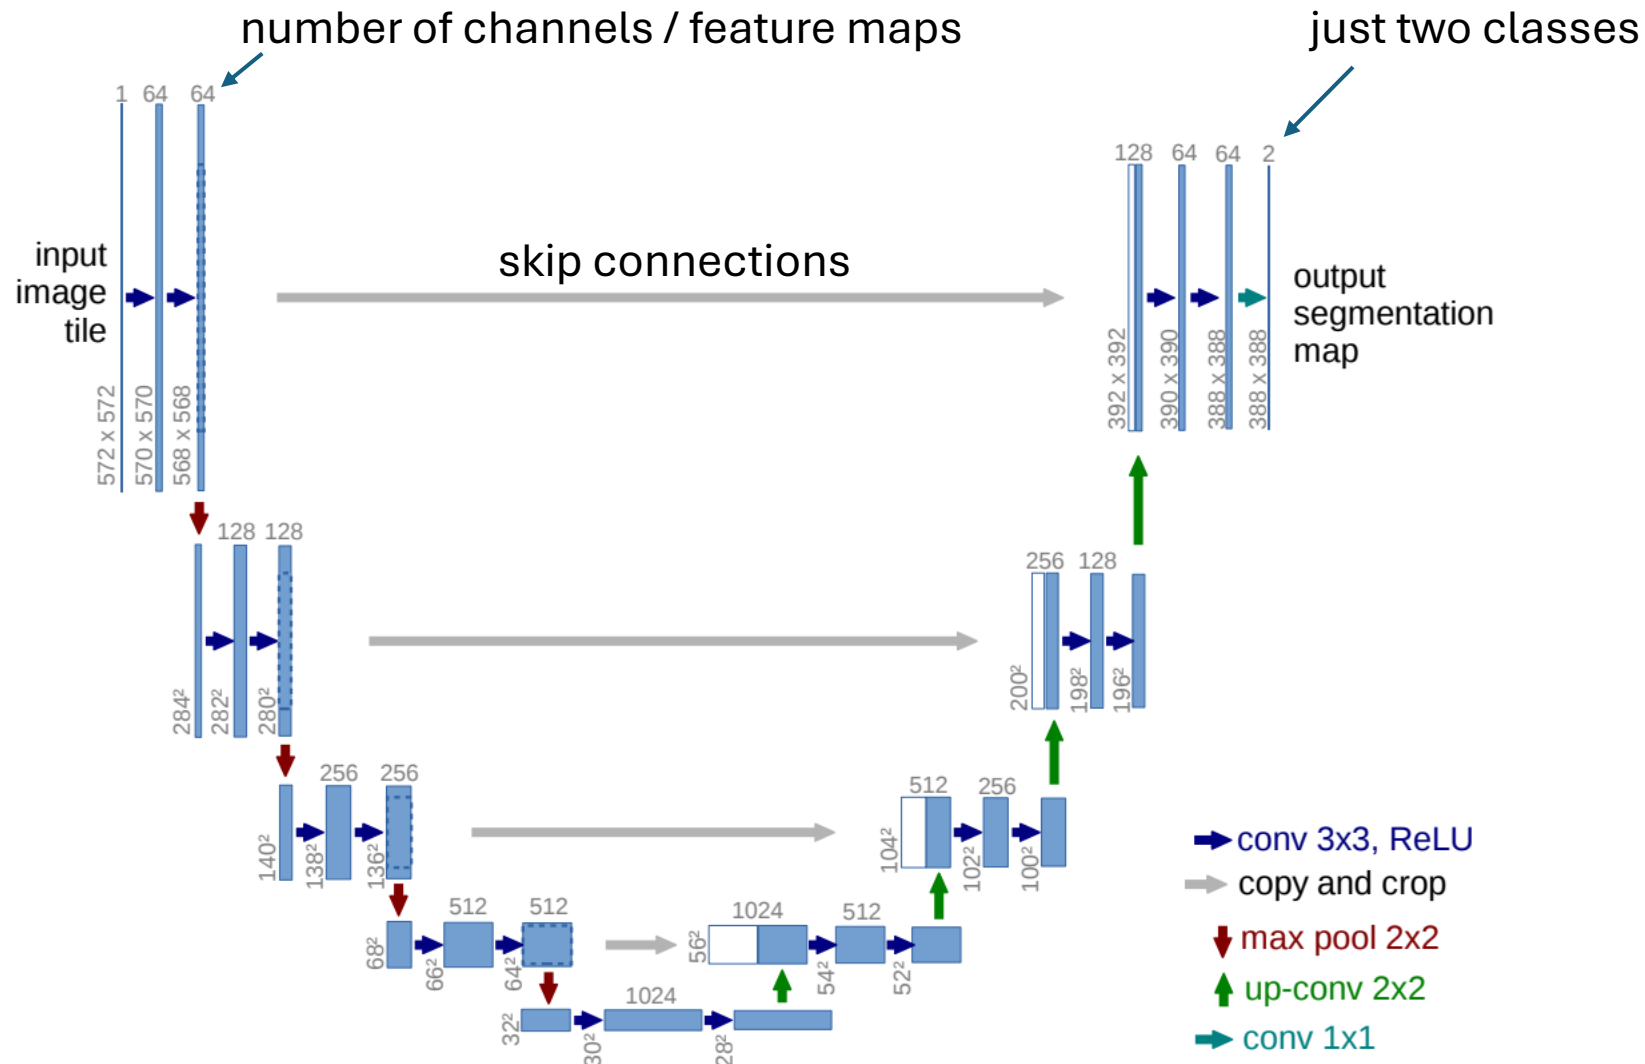 number of channels / feature maps
just two classes
1 64 64
128 64 64 2
input
image
tile
skip connections
output
segmentation
map
572 x 572
570 x 570
568 x 568
392 x 392
390 x 390
388 x 388
388 x 388
128 128
256 128
284²
282²
280²
200²
198²
196²
256 256
512 256
140²
138²
136²
104²
102²
100²
512 512
1024 512
68²
66²
64²
56²
54²
52²
1024
32²
30²
28²
conv 3x3, ReLU
copy and crop
max pool 2x2
up-conv 2x2
conv 1x1